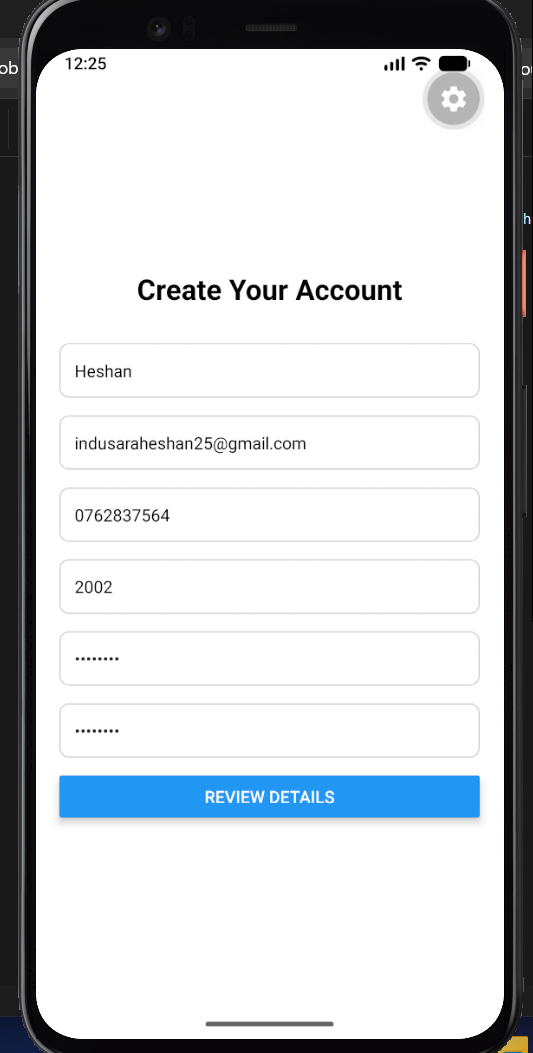 12:25
Create Your Account
Heshan
indusaraheshan25@gmail.com
0762837564
2002
••••••••
••••••••
REVIEW DETAILS